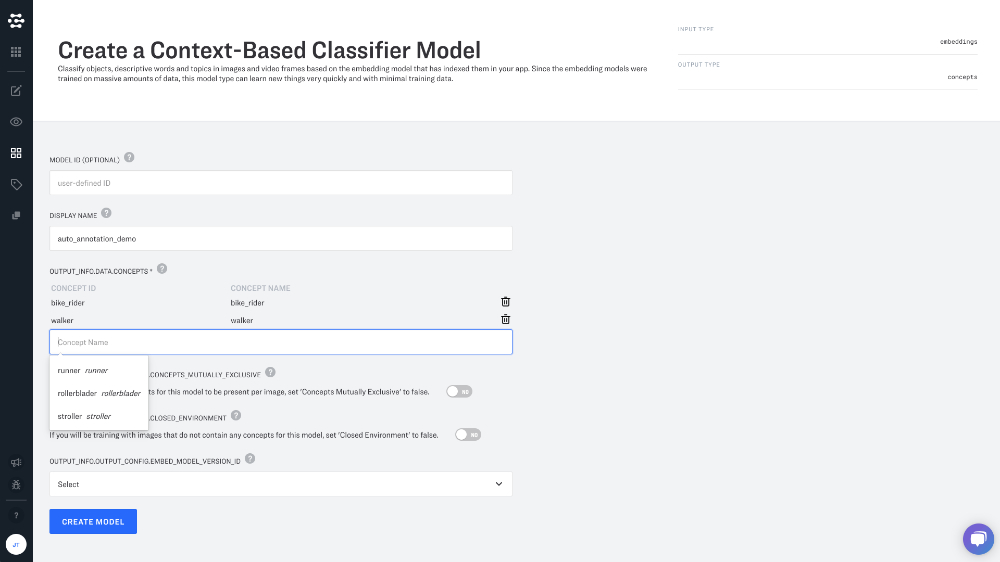 INPUT TYPE
embeddings
Create a Context-Based Classifier Model
Classify objects, descriptive words and topics in images and video frames based on the embedding model that has indexed them in your app. Since the embedding models were
trained on massive amounts of data, this model type can learn new things very quickly and with minimal training data.
OUTPUT TYPE
concepts
MODEL ID (OPTIONAL) ?
user-defined ID
DISPLAY NAME ?
auto_annotation_demo
OUTPUT_INFO.DATA.CONCEPTS * ?
CONCEPT ID CONCEPT NAME
bike_rider bike_rider
walker walker
Concept Name
runner runner
rollerblader rollerblader
stroller stroller
.CONCEPTS_MUTUALLY_EXCLUSIVE ?
ts for this model to be present per image, set 'Concepts Mutually Exclusive' to false. NO
.CLOSED_ENVIRONMENT ?
If you will be training with images that do not contain any concepts for this model, set 'Closed Environment' to false. NO
OUTPUT_INFO.OUTPUT_CONFIG.EMBED_MODEL_VERSION_ID ?
Select
CREATE MODEL
?
JT